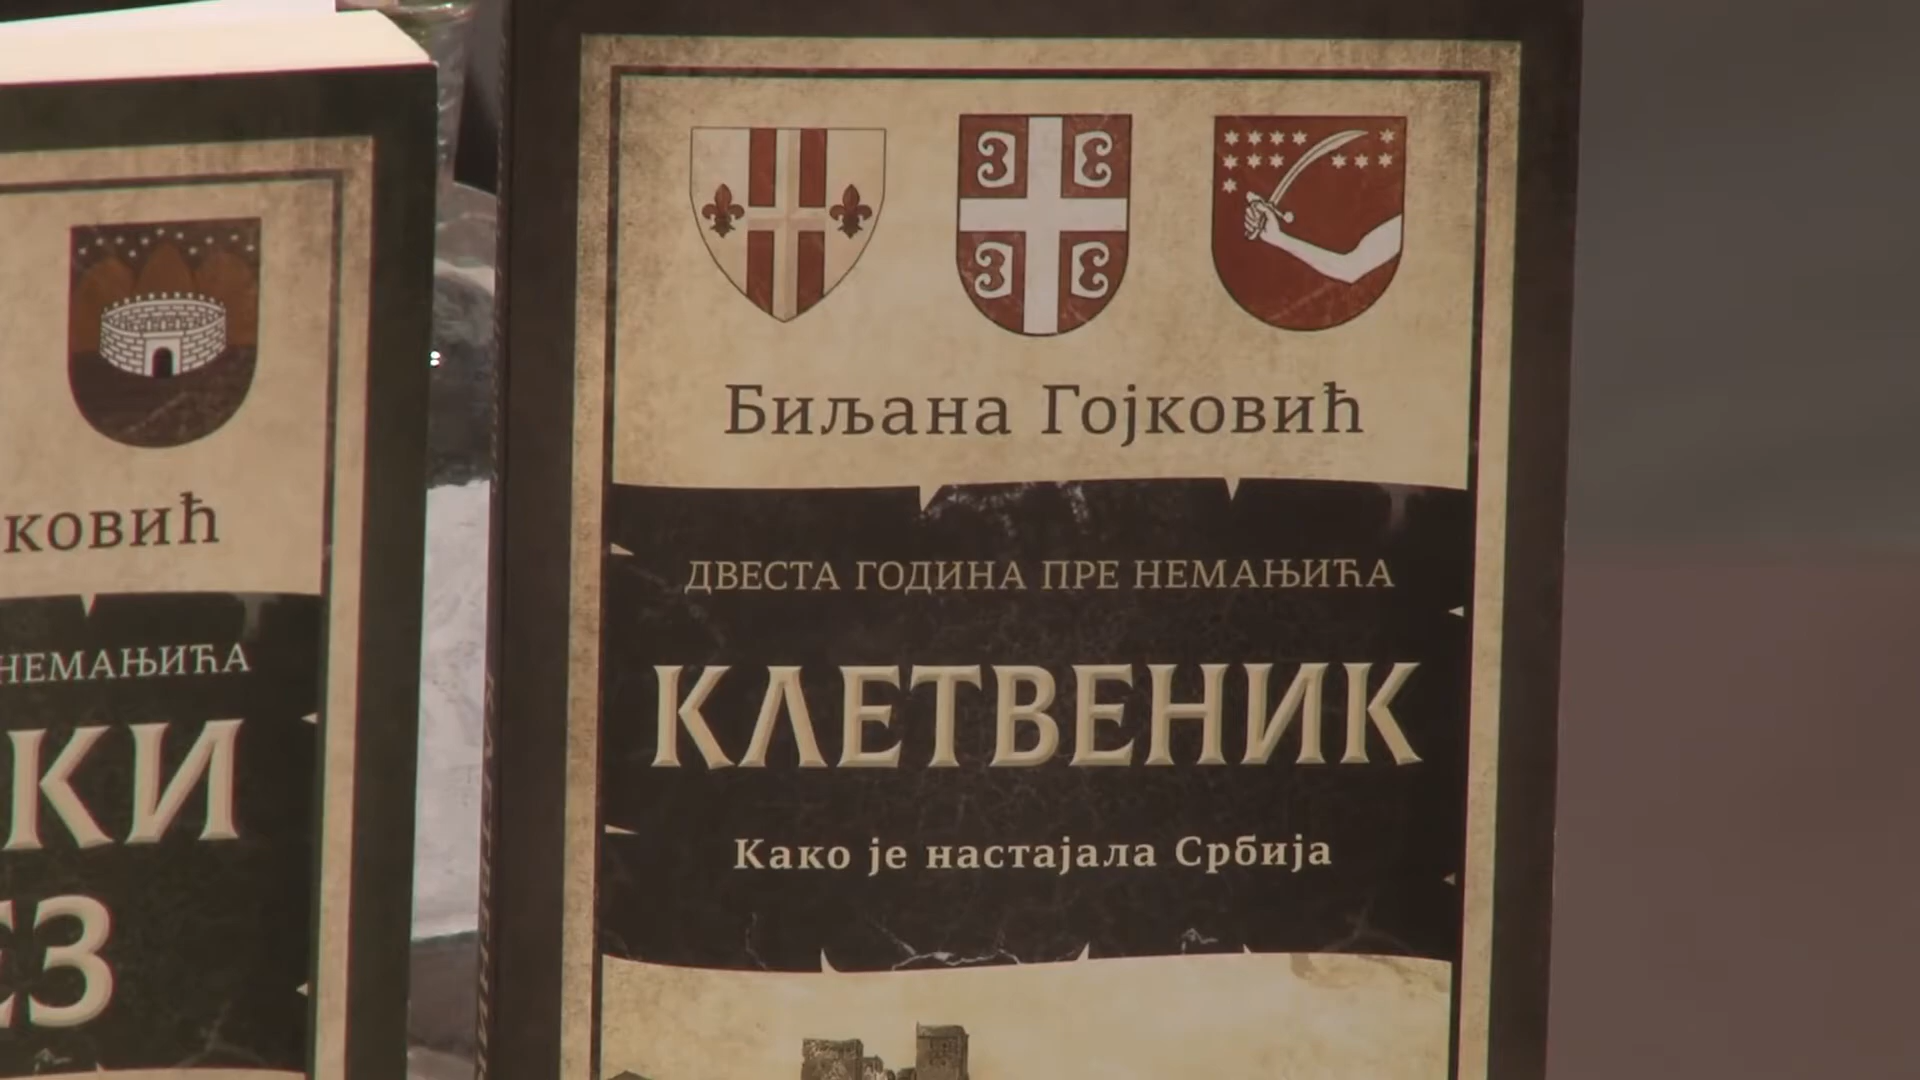 Биљана Гојковић
ДВЕСТА ГОДИНА ПРЕ НЕМАЊИЋА
КЛЕТВЕНИК
Како је настајала Србија
ковић
НЕМАЊИЋА
КИ
ЕЗ